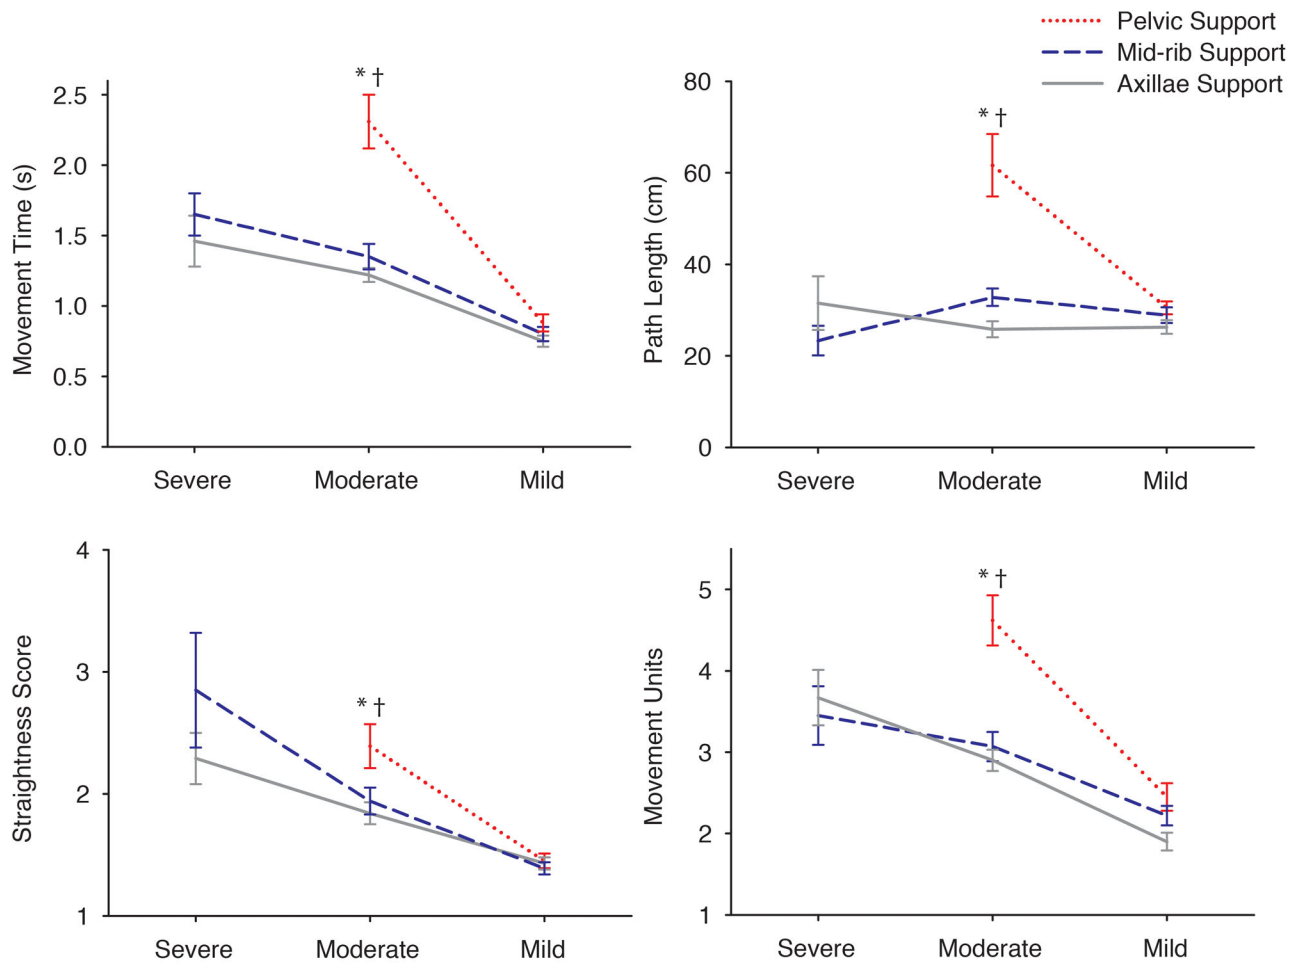 Pelvic Support
Mid-rib Support
Axillae Support
Movement Time (s)
2.5
2.0
1.5
1.0
0.5
0.0
* †
Severe Moderate Mild
Path Length (cm)
80
60
40
20
0
* †
Severe Moderate Mild
Straightness Score
4
3
2
1
* †
Severe Moderate Mild
Movement Units
5
4
3
2
1
* †
Severe Moderate Mild